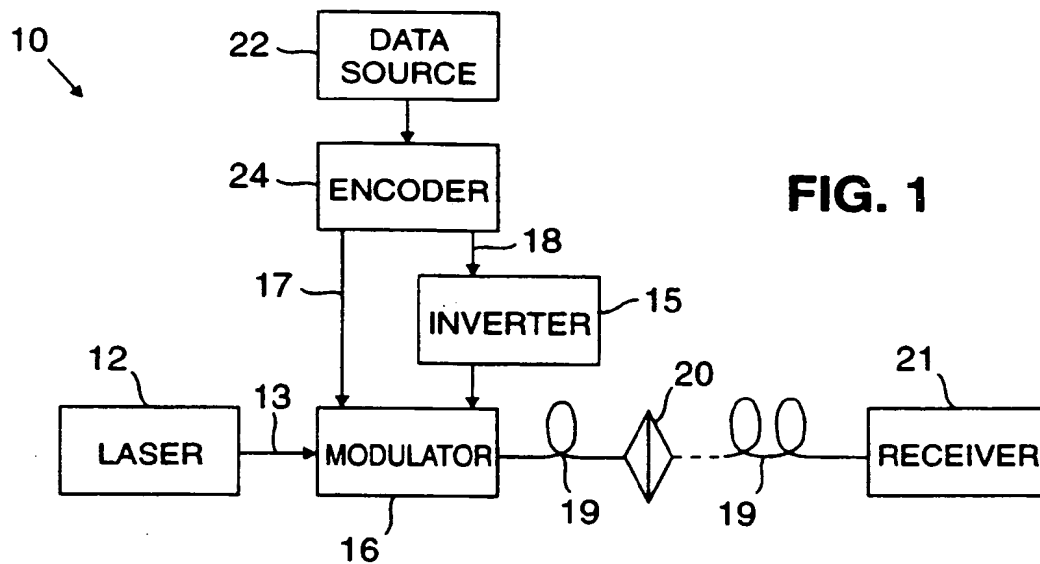 10
22
DATA
SOURCE
24
ENCODER
FIG. 1
17
18
INVERTER
15
12
LASER
13
MODULATOR
16
19
20
19
21
RECEIVER